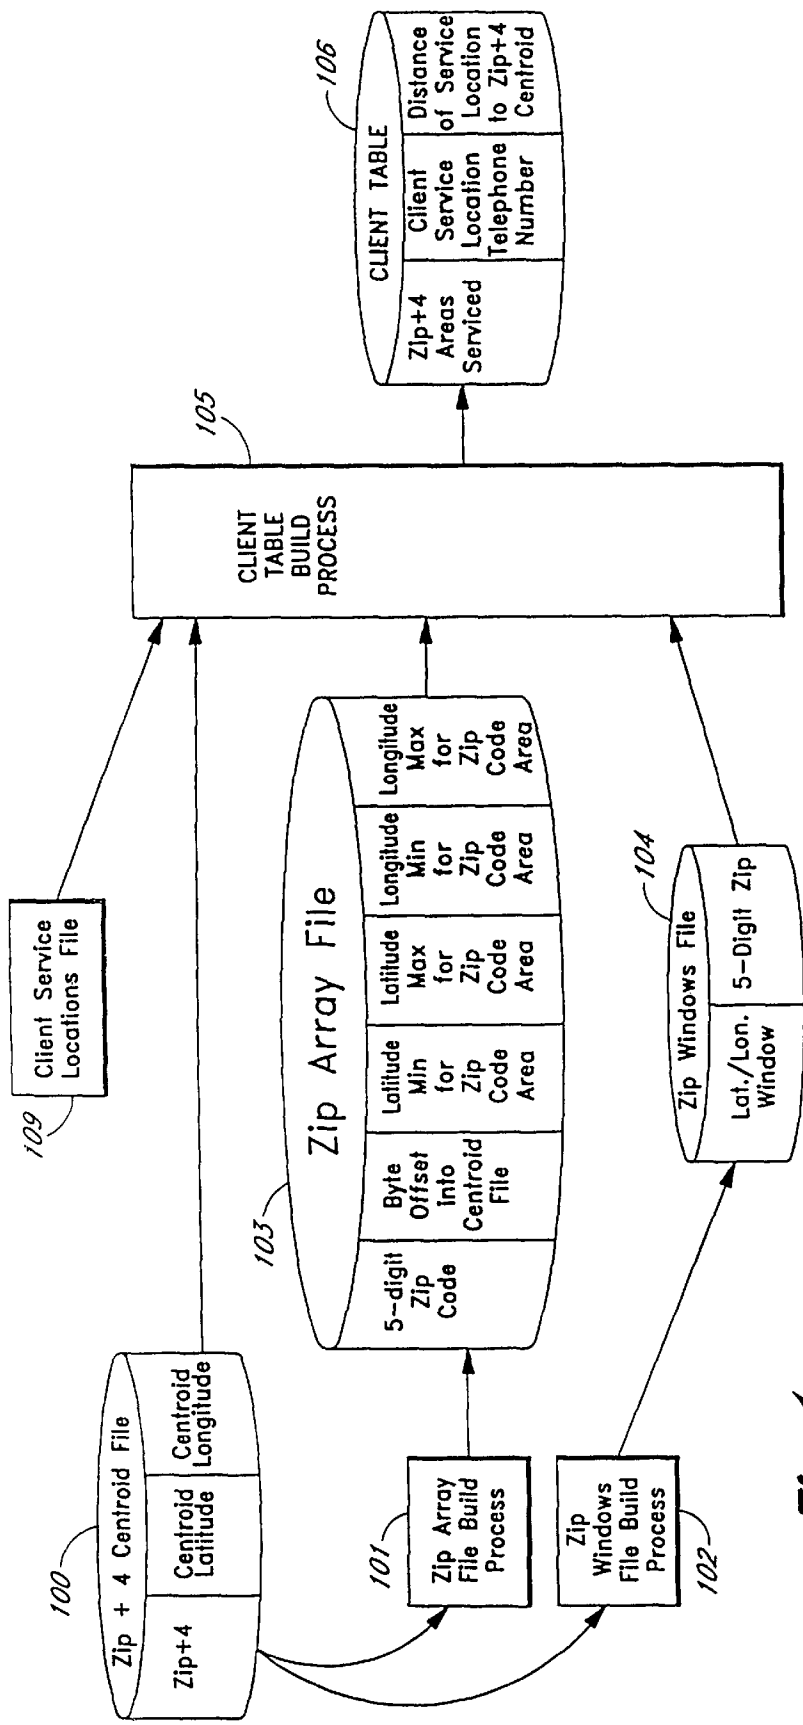 100
Zip + 4 Centroid File
Zip+4
Centroid
Latitude
Centroid
Longitude
109
Client Service
Locations File
101
Zip Array
File Build
Process
Zip
Windows
File Build
Process
102
103
Zip Array File
5-digit
Zip
Code
Byte
Offset
into
Centroid
File
Latitude
Min
for Zip
Code
Area
Latitude
Max
for Zip
Code
Area
Longitude
Min
for
Zip
Code
Area
Longitude
Max
for
Zip
Code
Area
104
Zip Windows File
Lat./Lon.
Window
5-Digit Zip
105
CLIENT
TABLE
BUILD
PROCESS
106
CLIENT TABLE
Zip+4
Areas
Serviced
Client
Service
Location
Telephone
Number
Distance
of Service
Location
to Zip+4
Centroid